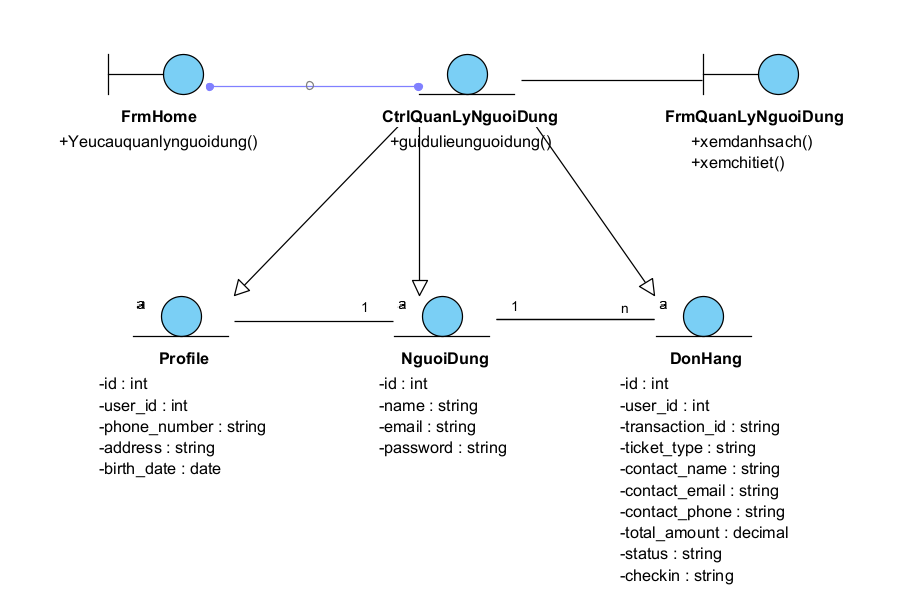 FrmHome
+Yeucauquanlynguoidung()
CtrlQuanLyNguoiDung
+guidulieunguoidung()
FrmQuanLyNguoiDung
+xemdanhsach()
+xemchitiet()
a
1
a
1
n
a
Profile
-id : int
-user_id : int
-phone_number : string
-address : string
-birth_date : date
NguoiDung
-id : int
-name : string
-email : string
-password : string
DonHang
-id : int
-user_id : int
-transaction_id : string
-ticket_type : string
-contact_name : string
-contact_email : string
-contact_phone : string
-total_amount : decimal
-status : string
-checkin : string